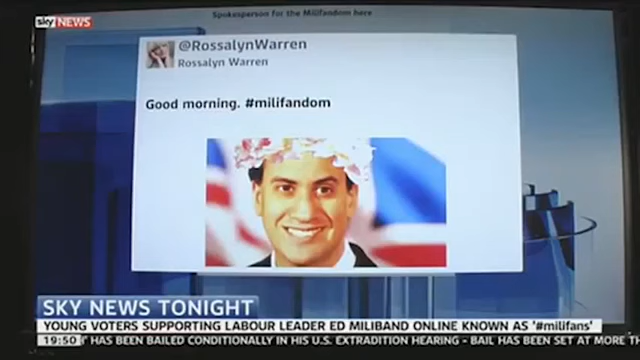 Spokesperson for the Milifandom here
sky NEWS
@RossalynWarren
Rossalyn Warren
Good morning. #milifandom
SKY NEWS TONIGHT
YOUNG VOTERS SUPPORTING LABOUR LEADER ED MILIBAND ONLINE KNOWN AS '#milifans'
19:50 HAS BEEN BAILED CONDITIONALLY IN HIS U.S. EXTRADITION HEARING - BAIL HAS BEEN SET AT